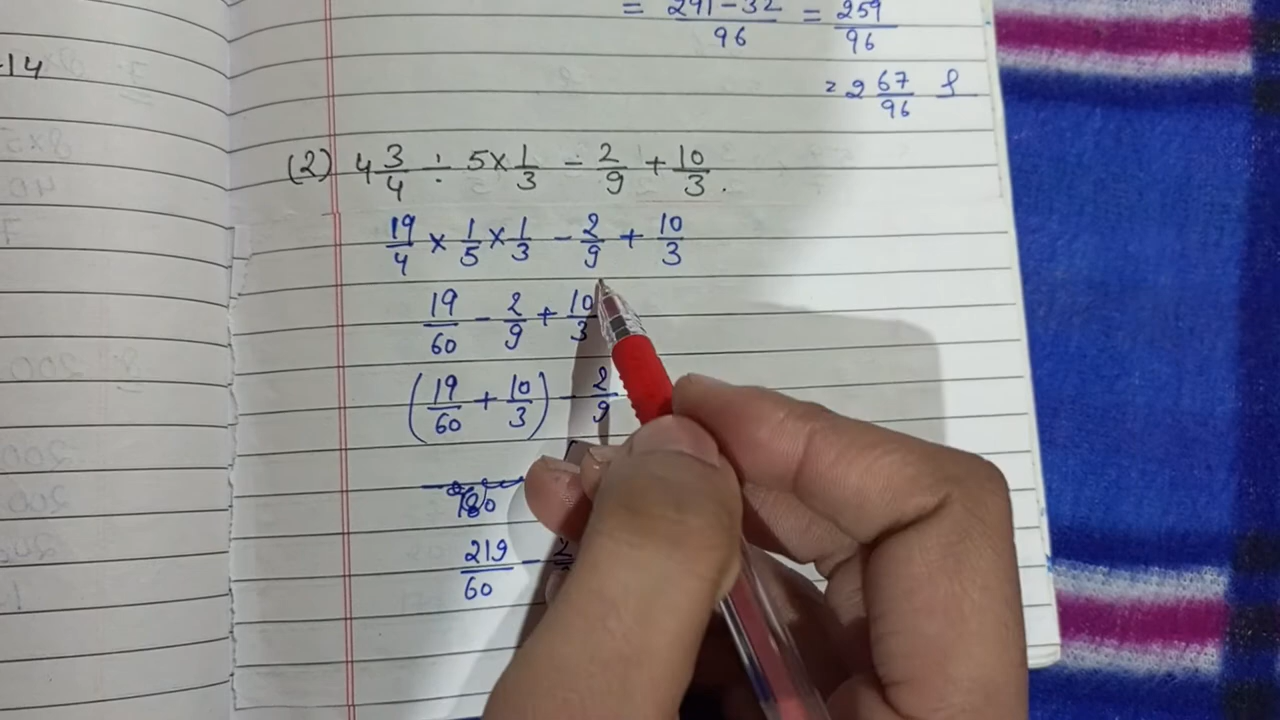 = 291-32/96 = 259/96
= 2 67/96
14
(2) 4 3/4 ÷ 5 × 1/3 - 2/9 + 10/3.
19/4 × 1/5 × 1/3 - 2/9 + 10/3
19/60 - 2/9 + 10/3
(19/60 + 10/3) - 2/9
180
219/60 - 2